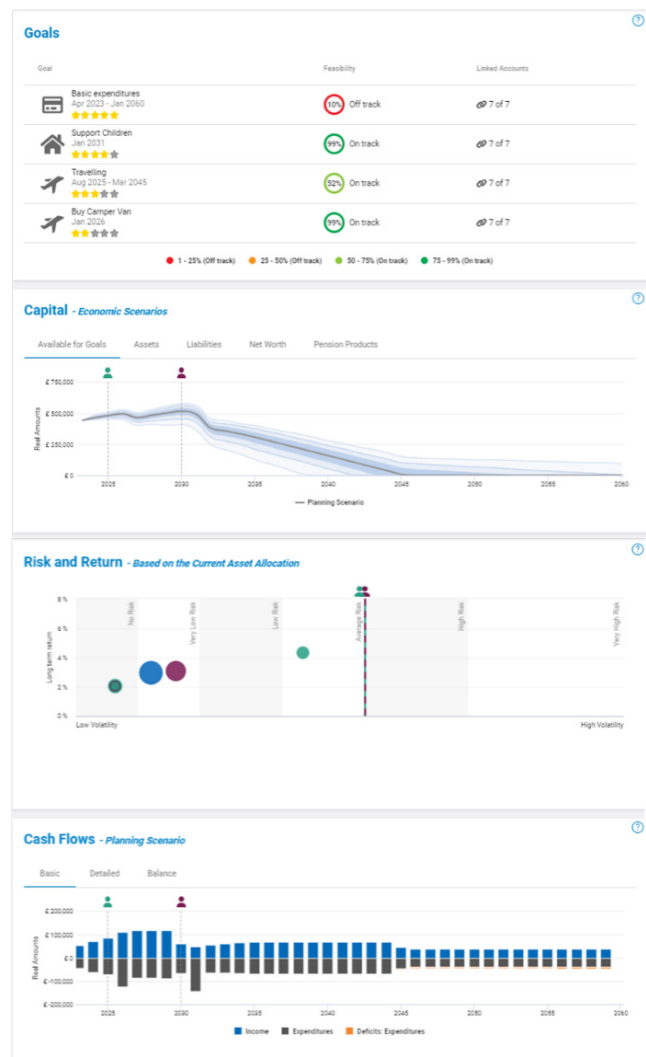 Goals
Goal Feasibility Linked Accounts
Basic expenditures
Apr 2023 - Jan 2060
10% Off track
7 of 7
Support Children
Jan 2031
99% On track
7 of 7
Travelling
Aug 2025 - Mar 2045
52% On track
7 of 7
Buy Camper Van
Jan 2026
99% On track
7 of 7
1 - 25% (Off track) 25 - 50% (Off track) 50 - 75% (On track) 75 - 99% (On track)
Capital - Economic Scenarios
Available for Goals Assets Liabilities Net Worth Pension Products
Real Amounts
£ 750,000
£ 500,000
£ 250,000
£ 0
2025 2030 2035 2040 2045 2050 2055 2060
Planning Scenario
Risk and Return - Based on the Current Asset Allocation
Long term return
8 %
6 %
4 %
2 %
0 %
No Risk
Very Low Risk
Low Risk
Average Risk
High Risk
Very High Risk
Low Volatility High Volatility
Cash Flows - Planning Scenario
Basic Detailed Balance
Real Amounts
£ 200,000
£ 100,000
£ 0
£ -100,000
£ -200,000
2025 2030 2035 2040 2045 2050 2055 2060
Income Expenditures Deficits: Expenditures